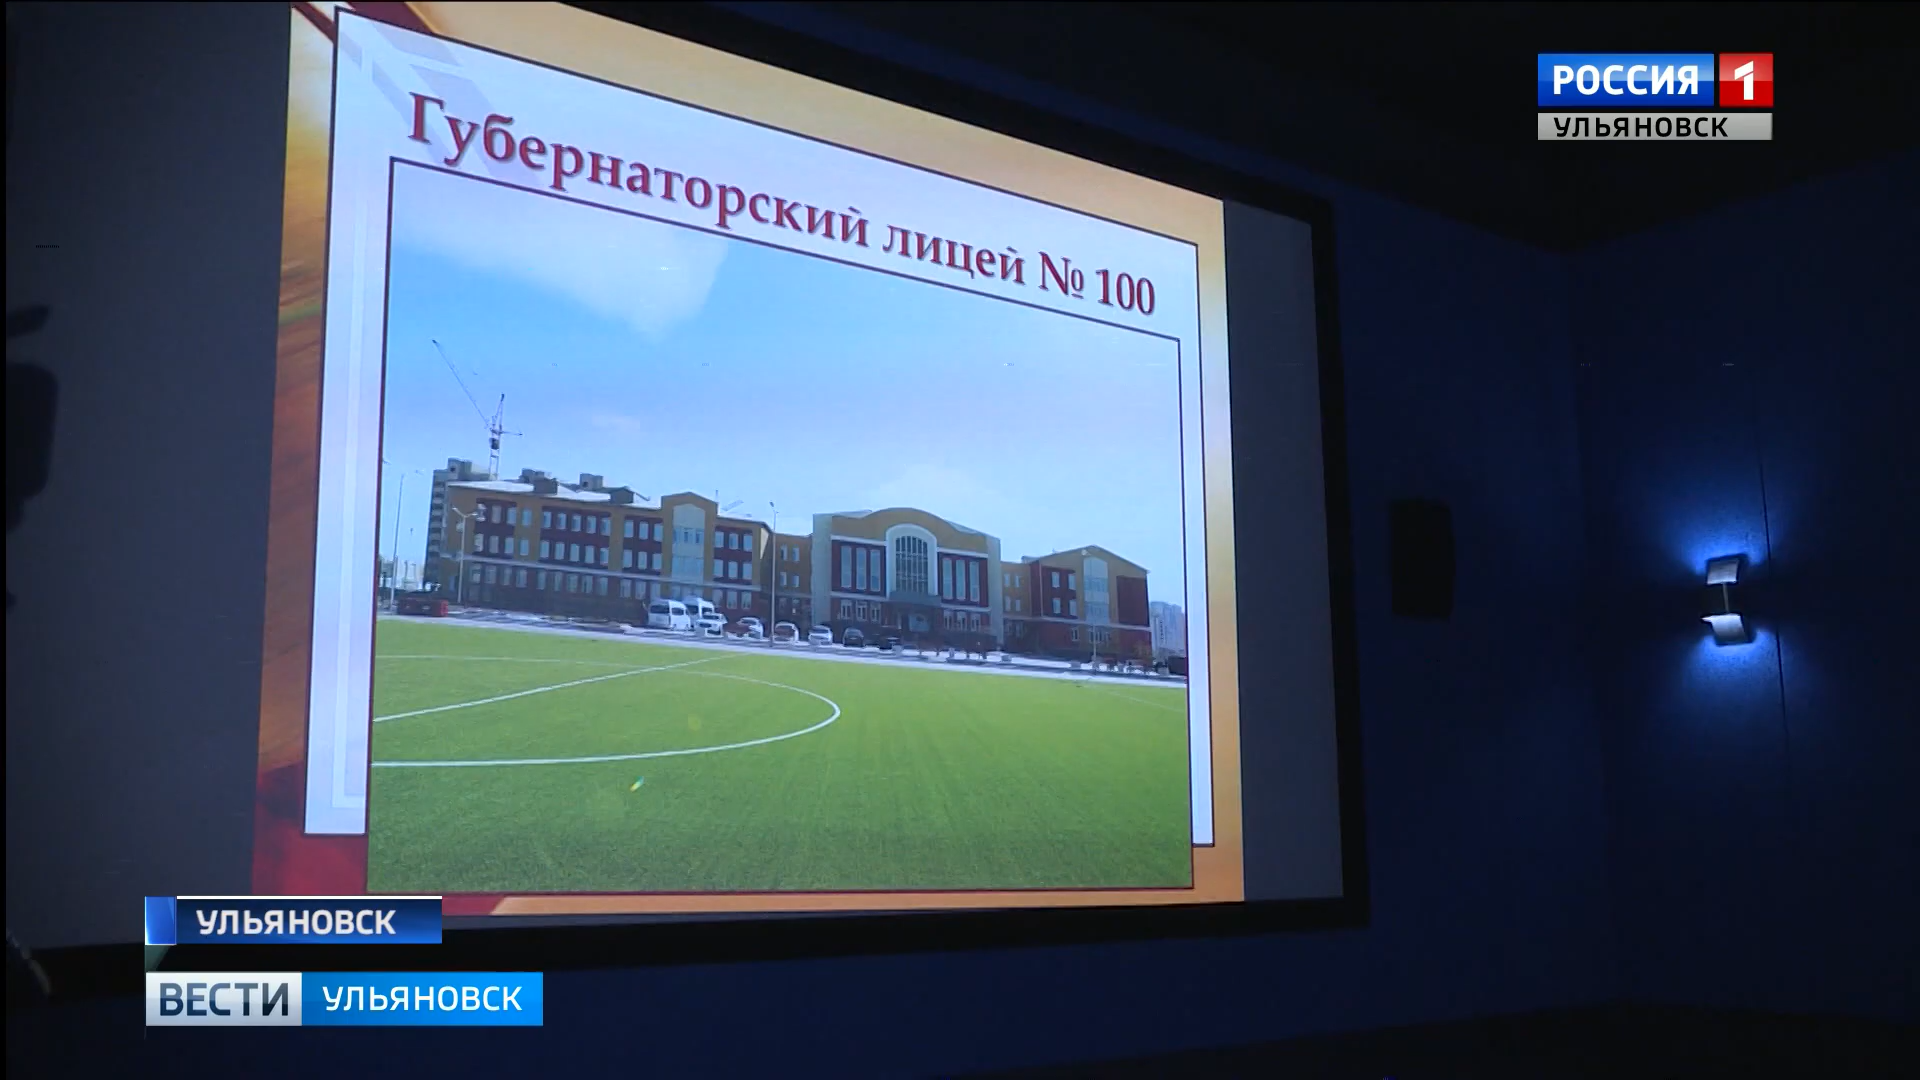 РОССИЯ 1
УЛЬЯНОВСК
Губернаторский лицей № 100
УЛЬЯНОВСК
ВЕСТИ УЛЬЯНОВСК